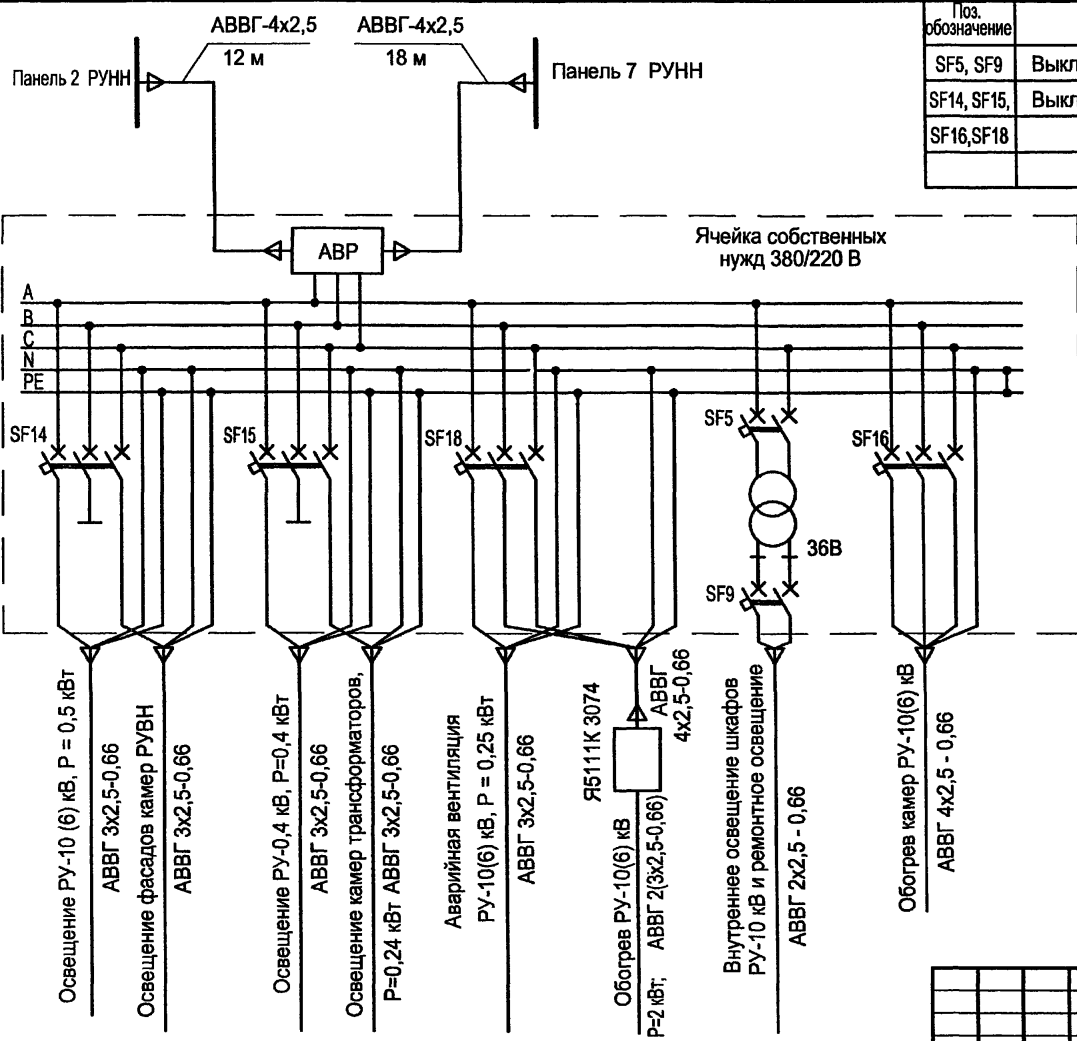 АВВГ-4х2,5
12 м
АВВГ-4х2,5
18 м
Панель 2 РУНН
Панель 7 РУНН
Поз.
обозначение
SF5, SF9
Выкл
SF14, SF15,
Выкл
SF16,SF18
АВР
Ячейка собственных
нужд 380/220 В
A
B
C
N
PE
SF14
SF15
SF18
SF5
SF16
36В
SF9
Освещение РУ-10 (6) кВ, Р = 0,5 кВт
АВВГ 3х2,5-0,66
Освещение фасадов камер РУВН
АВВГ 3х2,5-0,66
Освещение РУ-0,4 кВ, Р=0,4 кВт
АВВГ 3х2,5-0,66
Освещение камер трансформаторов,
Р=0,24 кВт АВВГ 3х2,5-0,66
Аварийная вентиляция
РУ-10(6) кВ, Р = 0,25 кВт
АВВГ 3х2,5-0,66
Я5111К 3074
АВВГ
4х2,5-0,66
Обогрев РУ-10(6) кВ
Р=2 кВт; АВВГ 2(3х2,5-0,66)
Внутреннее освещение шкафов
РУ-10 кВ и ремонтное освещение
АВВГ 2х2,5 - 0,66
Обогрев камер РУ-10(6) кВ
АВВГ 4х2,5 - 0,66